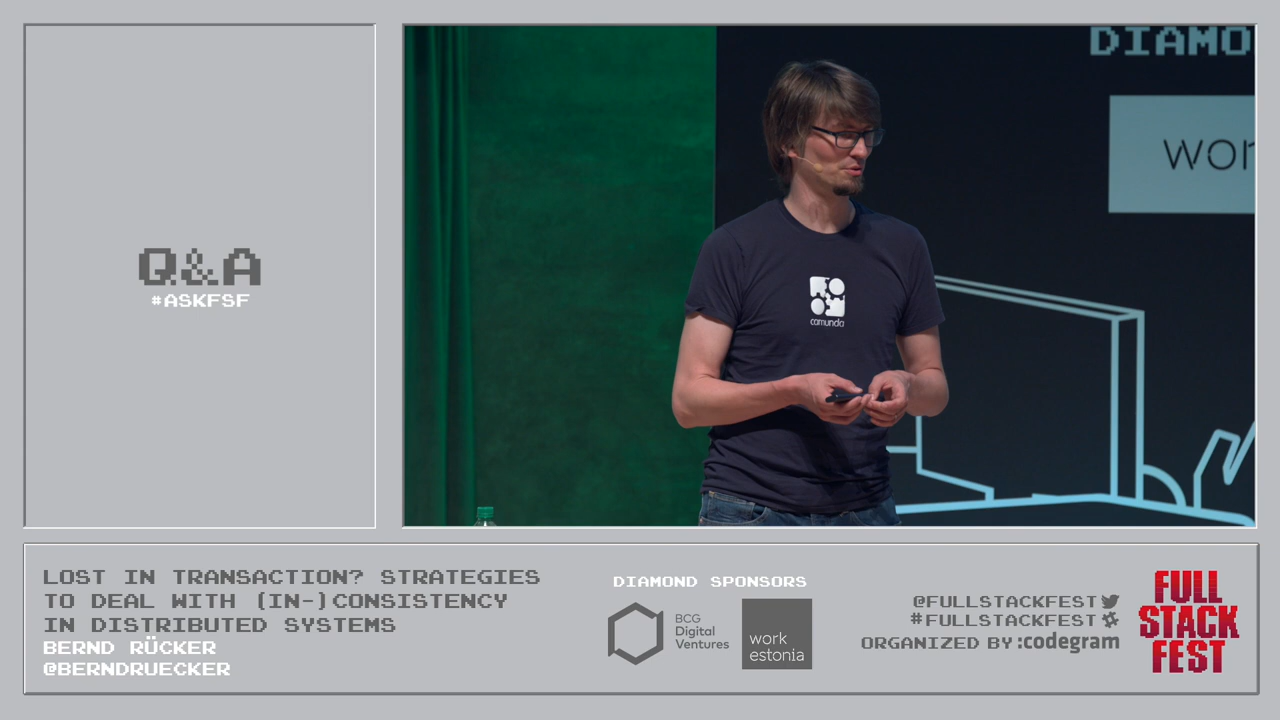 Q&A
#ASKFSF
DIAMO
wor
camunda
LOST IN TRANSACTION? STRATEGIES
TO DEAL WITH (IN-)CONSISTENCY
IN DISTRIBUTED SYSTEMS
BERND RÜCKER
@BERNDRUECKER
DIAMOND SPONSORS
BCG
Digital
Ventures
work
estonia
@FULLSTACKFEST
#FULLSTACKFEST
ORGANIZED BY :codegram
FULL
STACK
FEST